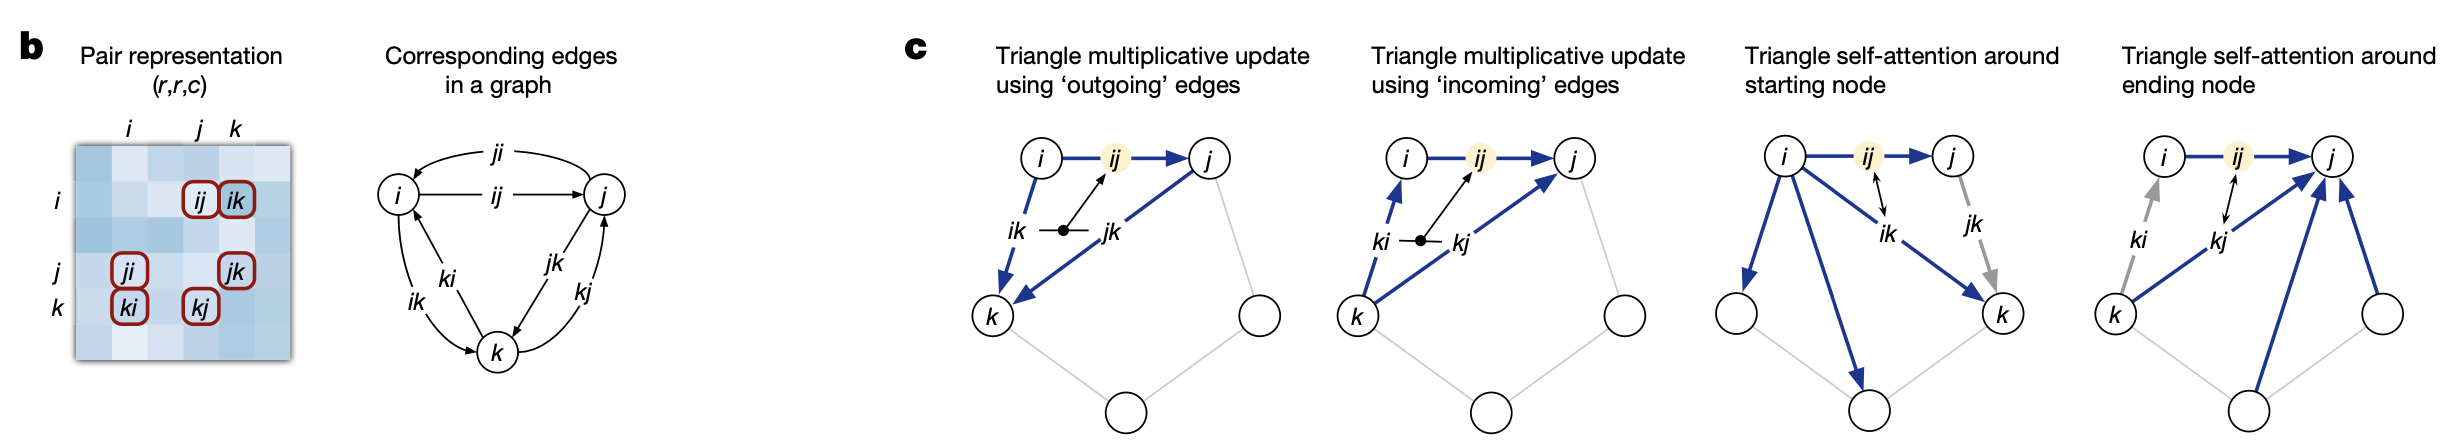 b
Pair representation
(r,r,c)
i j k
i
j
k
ij ik
ji jk
ki kj
Corresponding edges
in a graph
ji
i ij j
ki jk
ik kj
k
c
Triangle multiplicative update
using ‘outgoing’ edges
i ij j
ik jk
k
Triangle multiplicative update
using ‘incoming’ edges
i ij j
ki kj
k
Triangle self-attention around
starting node
i ij j
ik jk
k
Triangle self-attention around
ending node
i ij j
ki kj
k